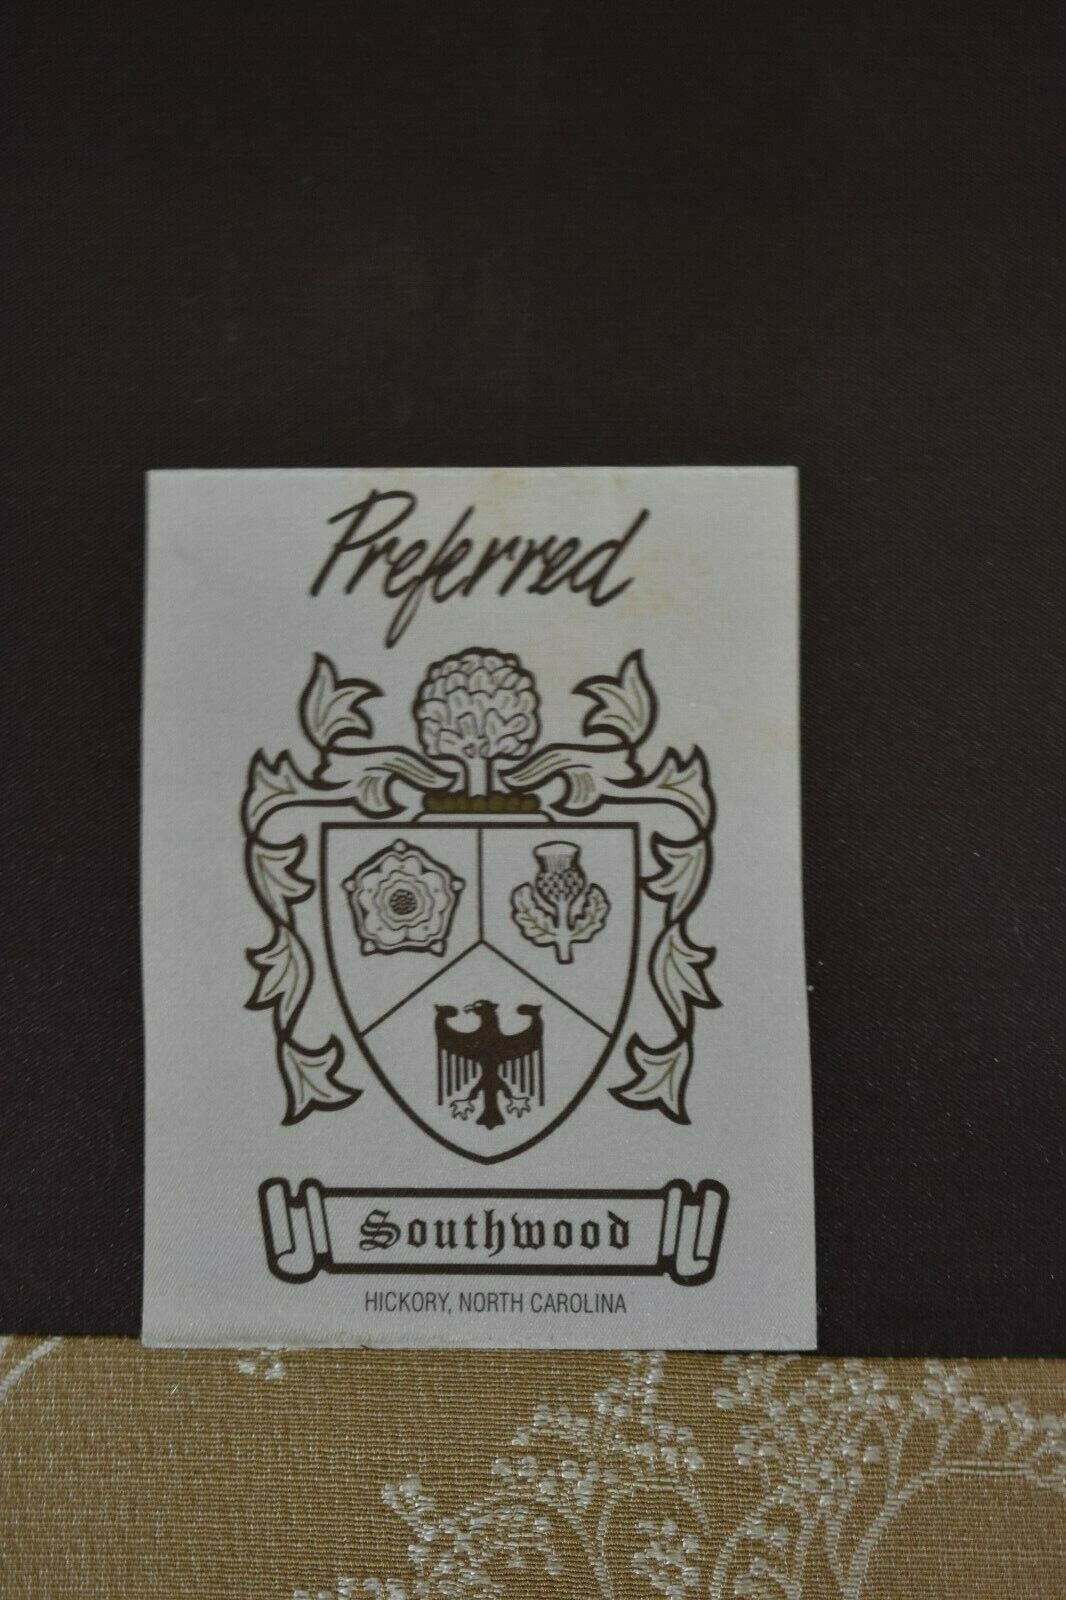 Preferred
Southwood
HICKORY, NORTH CAROLINA